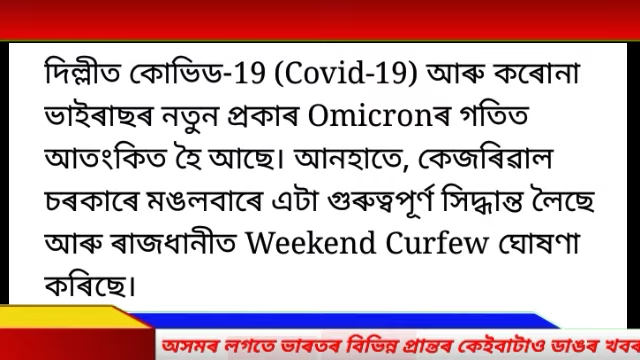 দিল্লীত কোভিড-19 (Covid-19) আৰু কৰোনা
ভাইৰাছৰ নতুন প্ৰকাৰ Omicronৰ গতিত
আতংকিত হৈ আছে। আনহাতে, কেজৰিৱাল
চৰকাৰে মঙলবাৰে এটা গুৰুত্বপূৰ্ণ সিদ্ধান্ত লৈছে
আৰু ৰাজধানীত Weekend Curfew ঘোষণা
কৰিছে।
অসমৰ লগতে ভাৰতৰ বিভিন্ন প্ৰান্তৰ কেইবাটাও ডাঙৰ খবৰ